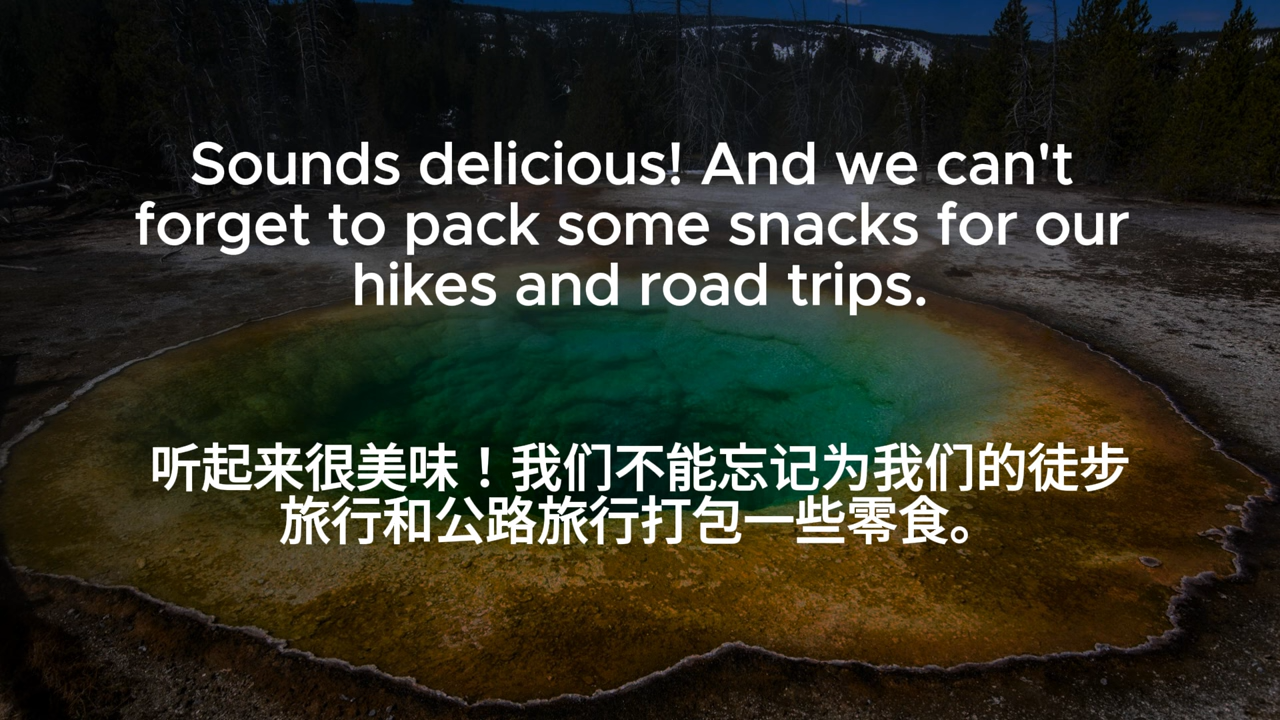 Sounds delicious! And we can't
forget to pack some snacks for our
hikes and road trips.
听起来很美味！我们不能忘记为我们的徒步
旅行和公路旅行打包一些零食。